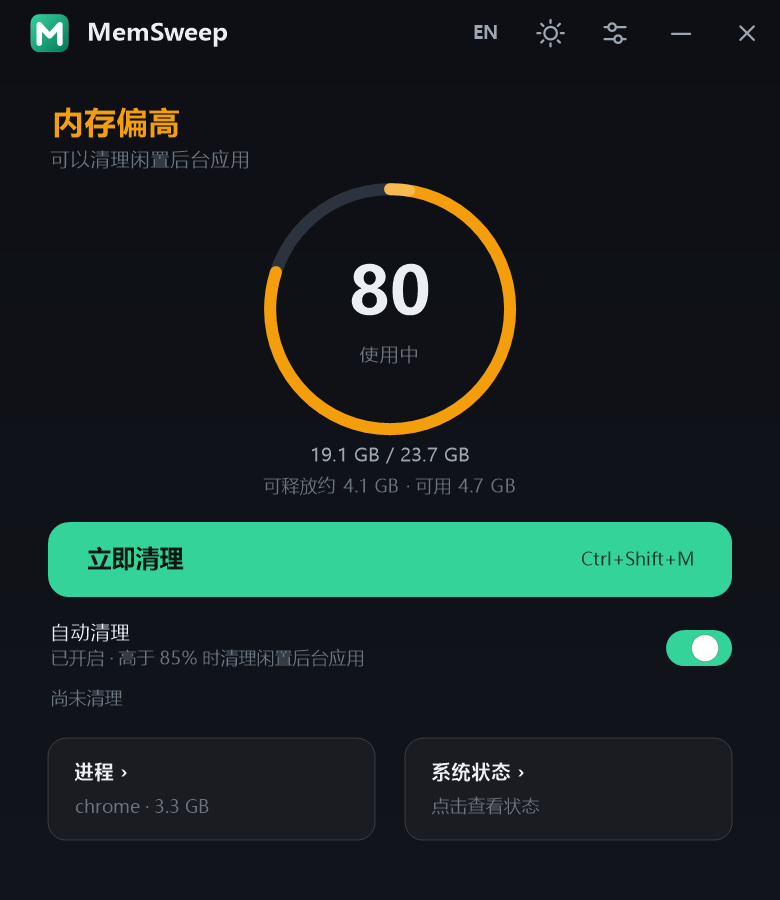 MemSweep
EN
内存偏高
可以清理闲置后台应用
80
使用中
19.1 GB / 23.7 GB
可释放约 4.1 GB · 可用 4.7 GB
立即清理
Ctrl+Shift+M
自动清理
已开启 · 高于 85% 时清理闲置后台应用
尚未清理
进程 ›
chrome · 3.3 GB
系统状态 ›
点击查看状态